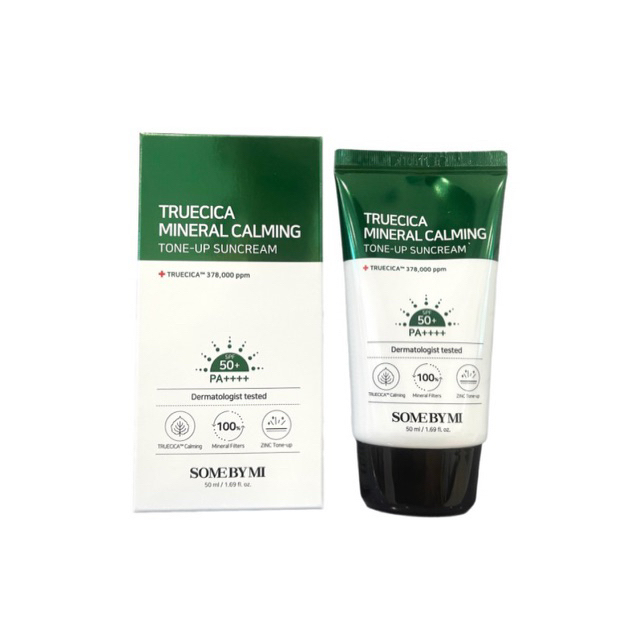 TRUECICA
MINERAL CALMING
TONE-UP SUNCREAM
TRUECICA™ 378,000 ppm
SPF
50+
PA++++
Dermatologist tested
100%
TRUECICA™ Calming
Mineral Filters
ZINC Tone-up
SOME BY MI
50 ml / 1.69 fl. oz.
TRUECICA
MINERAL CALMING
TONE-UP SUNCREAM
TRUECICA™ 378,000 ppm
SPF
50+
PA++++
Dermatologist tested
100%
TRUECICA™ Calming
Mineral Filters
ZINC Tone-up
SOME BY MI
50 ml / 1.69 fl. oz.